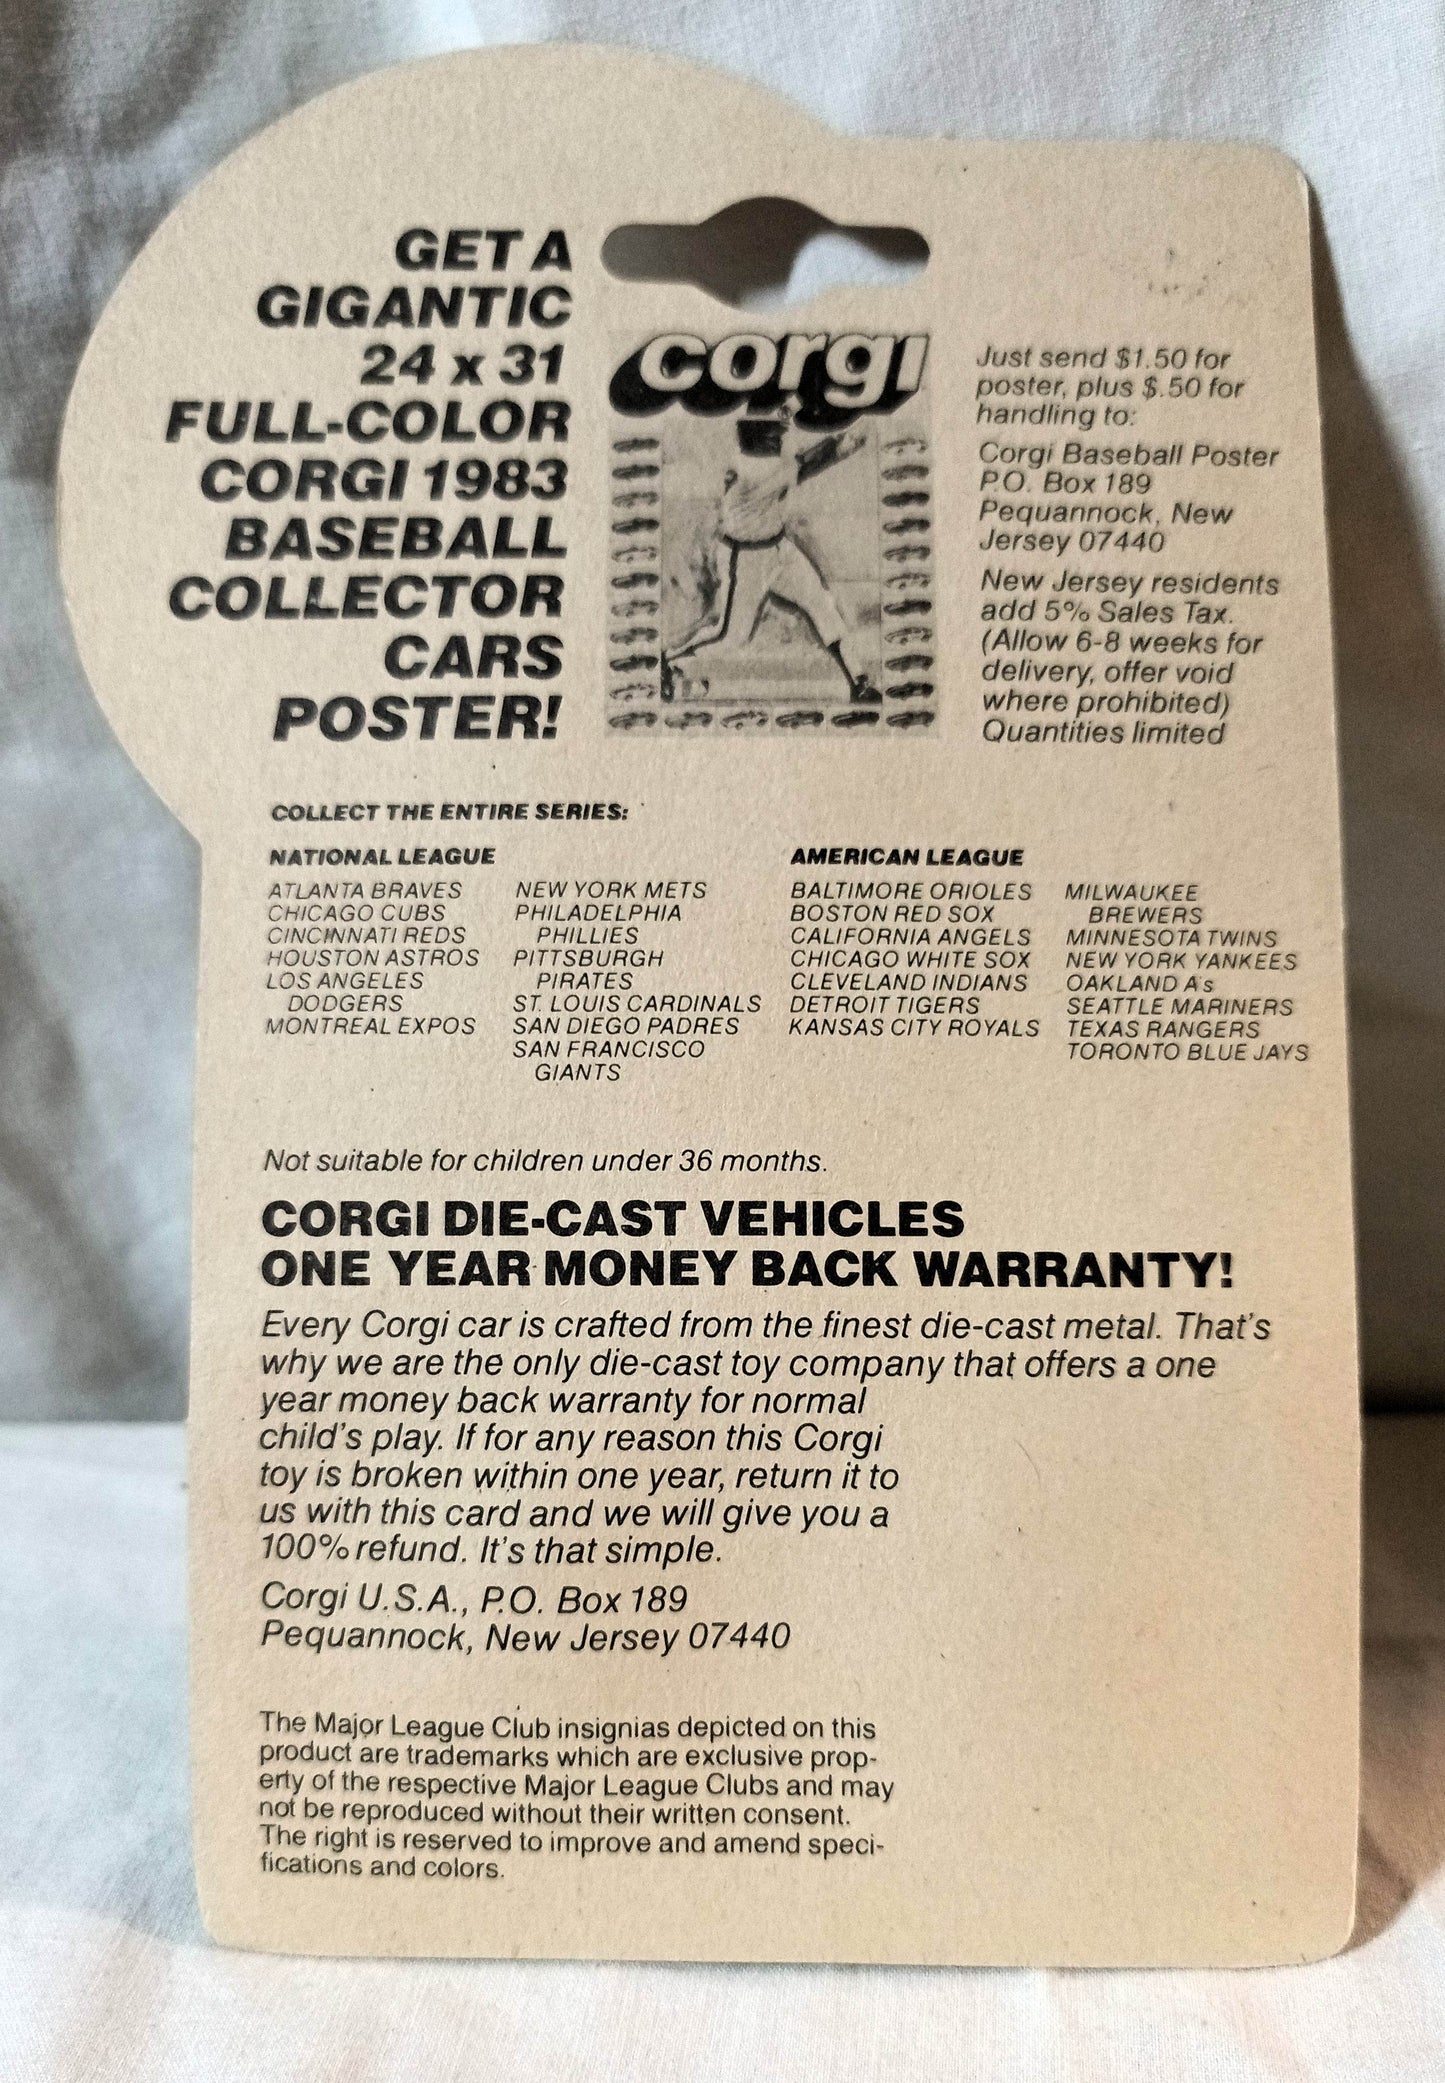 GET A
GIGANTIC
24 x 31
FULL-COLOR
CORGI 1983
BASEBALL
COLLECTOR
CARS
POSTER!
corgi
Just send $1.50 for
poster, plus $.50 for
handling to:
Corgi Baseball Poster
P.O. Box 189
Pequannock, New
Jersey 07440
New Jersey residents
add 5% Sales Tax.
(Allow 6-8 weeks for
delivery, offer void
where prohibited)
Quantities limited
COLLECT THE ENTIRE SERIES:
NATIONAL LEAGUE
ATLANTA BRAVES
CHICAGO CUBS
CINCINNATI REDS
HOUSTON ASTROS
LOS ANGELES
DODGERS
MONTREAL EXPOS
NEW YORK METS
PHILADELPHIA
PHILLIES
PITTSBURGH
PIRATES
ST. LOUIS CARDINALS
SAN DIEGO PADRES
SAN FRANCISCO
GIANTS
AMERICAN LEAGUE
BALTIMORE ORIOLES
BOSTON RED SOX
CALIFORNIA ANGELS
CHICAGO WHITE SOX
CLEVELAND INDIANS
DETROIT TIGERS
KANSAS CITY ROYALS
MILWAUKEE
BREWERS
MINNESOTA TWINS
NEW YORK YANKEES
OAKLAND A's
SEATTLE MARINERS
TEXAS RANGERS
TORONTO BLUE JAYS
Not suitable for children under 36 months.
CORGI DIE-CAST VEHICLES
ONE YEAR MONEY BACK WARRANTY!
Every Corgi car is crafted from the finest die-cast metal. That's
why we are the only die-cast toy company that offers a one
year money back warranty for normal
child's play. If for any reason this Corgi
toy is broken within one year, return it to
us with this card and we will give you a
100% refund. It's that simple.
Corgi U.S.A., P.O. Box 189
Pequannock, New Jersey 07440
The Major League Club insignias depicted on this
product are trademarks which are exclusive prop-
erty of the respective Major League Clubs and may
not be reproduced without their written consent.
The right is reserved to improve and amend speci-
fications and colors.